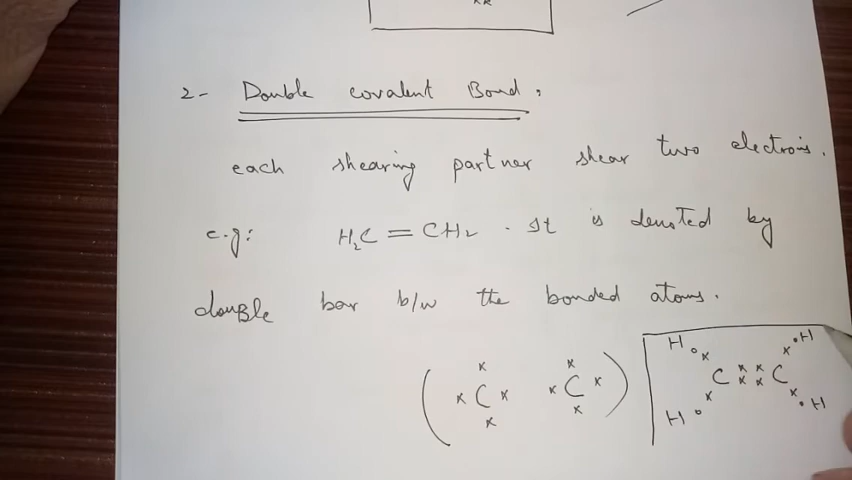 xx
2- Double covalent Bond,
each shearing partner shear two electrons.
e.g: H₂C = CH₂ . It is denoted by
double bar b/w the bonded atoms.
( C C ) H C C H
H H